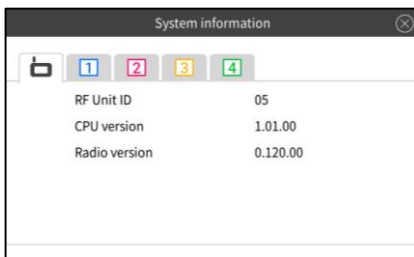 System information
1 2 3 4
RF Unit ID 05
CPU version 1.01.00
Radio version 0.120.00